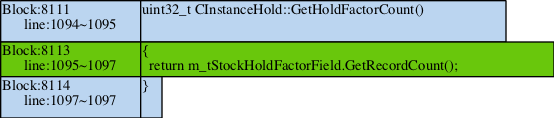 Block:8111
line:1094~1095
uint32_t CInstanceHold::GetHoldFactorCount()
Block:8113
line:1095~1097
{
return m_tStockHoldFactorField.GetRecordCount();
Block:8114
line:1097~1097
}